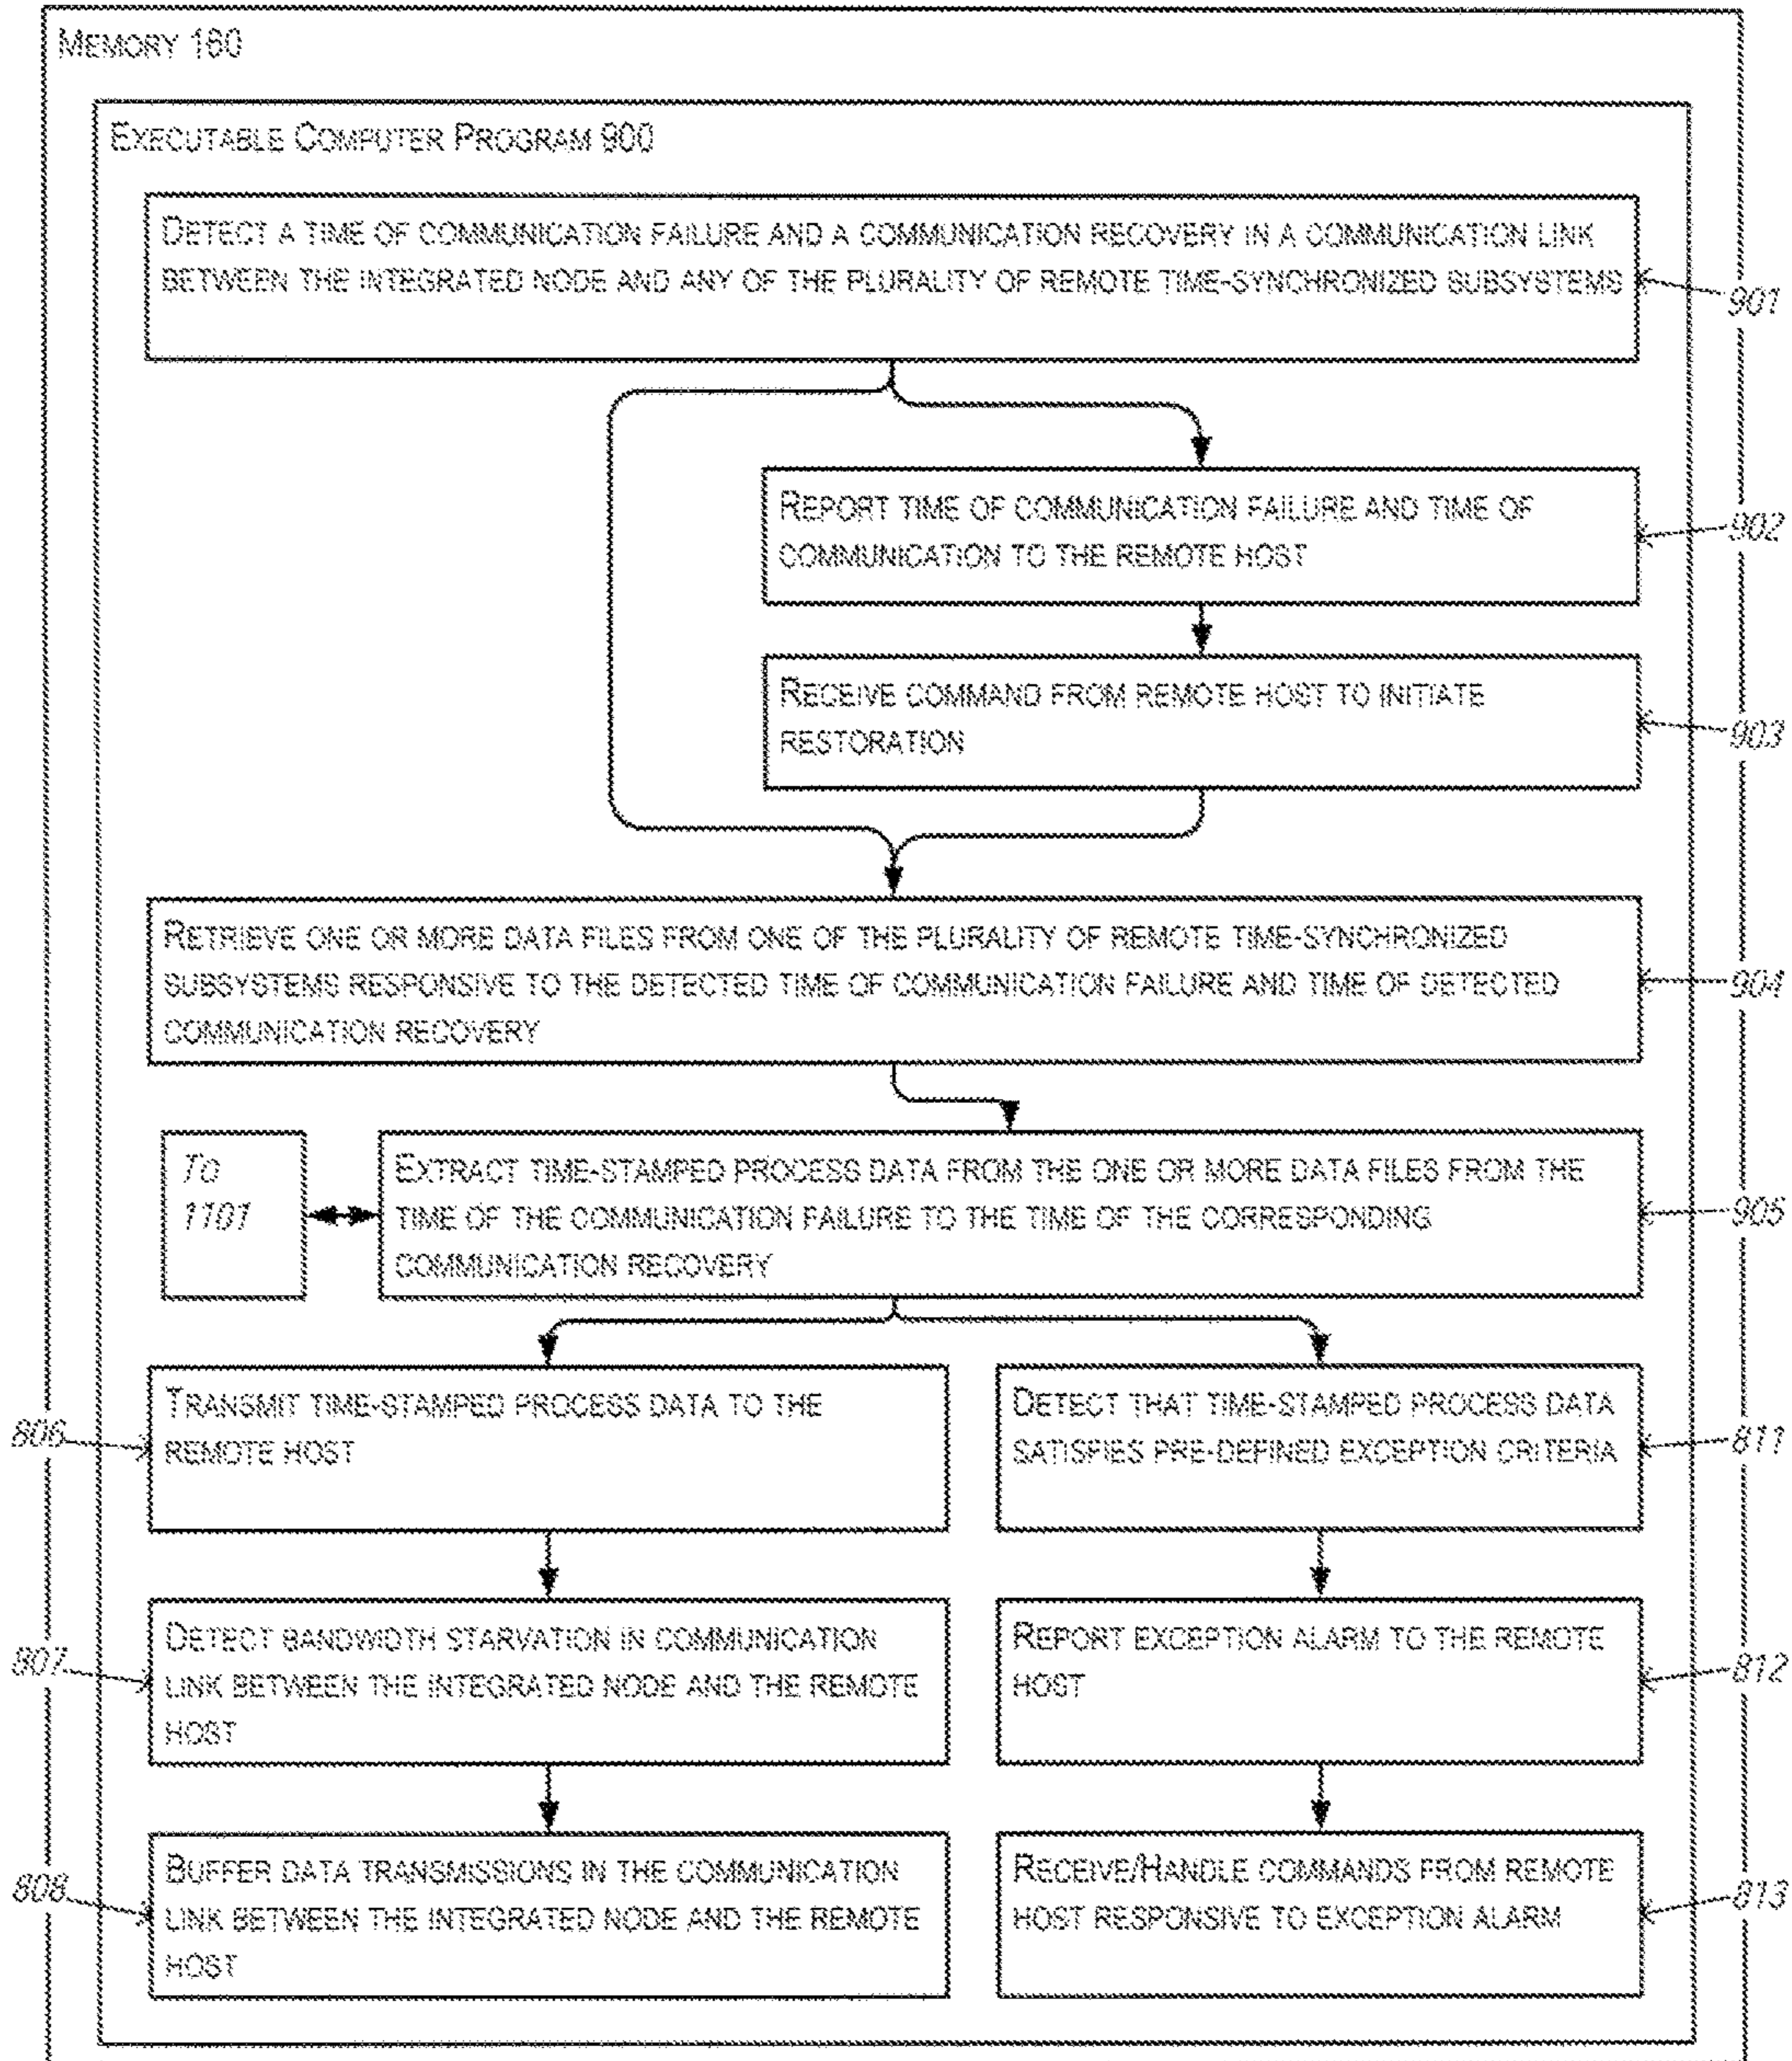 MEMORY 160
EXECUTABLE COMPUTER PROGRAM 900
DETECT A TIME OF COMMUNICATION FAILURE AND A COMMUNICATION RECOVERY IN A COMMUNICATION LINK
BETWEEN THE INTEGRATED NODE AND ANY OF THE PLURALITY OF REMOTE TIME-SYNCHRONIZED SUBSYSTEMS
901
REPORT TIME OF COMMUNICATION FAILURE AND TIME OF
COMMUNICATION TO THE REMOTE HOST
902
RECEIVE COMMAND FROM REMOTE HOST TO INITIATE
RESTORATION
903
RETRIEVE ONE OR MORE DATA FILES FROM ONE OF THE PLURALITY OF REMOTE TIME-SYNCHRONIZED
SUBSYSTEMS RESPONSIVE TO THE DETECTED TIME OF COMMUNICATION FAILURE AND TIME OF DETECTED
COMMUNICATION RECOVERY
904
To
1101
EXTRACT TIME-STAMPED PROCESS DATA FROM THE ONE OR MORE DATA FILES FROM THE
TIME OF THE COMMUNICATION FAILURE TO THE TIME OF THE CORRESPONDING
COMMUNICATION RECOVERY
905
806
TRANSMIT TIME-STAMPED PROCESS DATA TO THE
REMOTE HOST
DETECT THAT TIME-STAMPED PROCESS DATA
SATISFIES PRE-DEFINED EXCEPTION CRITERIA
811
807
DETECT BANDWIDTH STARVATION IN COMMUNICATION
LINK BETWEEN THE INTEGRATED NODE AND THE REMOTE
HOST
REPORT EXCEPTION ALARM TO THE REMOTE
HOST
812
808
BUFFER DATA TRANSMISSIONS IN THE COMMUNICATION
LINK BETWEEN THE INTEGRATED NODE AND THE REMOTE
HOST
RECEIVE/HANDLE COMMANDS FROM REMOTE
HOST RESPONSIVE TO EXCEPTION ALARM
813